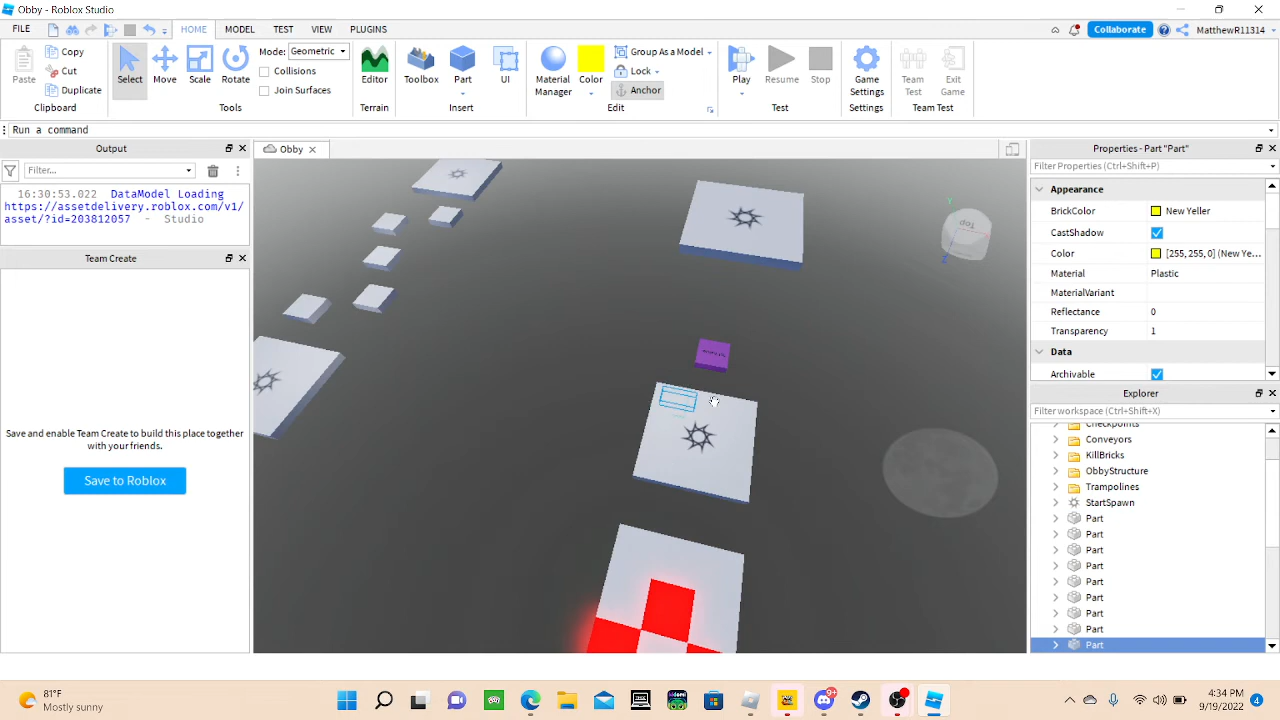 Obby - Roblox Studio
FILE HOME MODEL TEST VIEW PLUGINS Collaborate MatthewR11314
Paste Copy Cut Duplicate Clipboard
Select Move Scale Rotate Mode: Geometric Collisions Join Surfaces Tools
Editor Terrain
Toolbox Part UI Insert
Material Manager Color Group As a Model Lock Anchor Edit
Play Resume Stop Test
Game Settings Settings
Team Test Exit Game Team Test
Run a command
Output
Filter...
16:30:53.022 DataModel Loading
https://assetdelivery.roblox.com/v1/
asset/?id=203812057 - Studio
Team Create
Save and enable Team Create to build this place together
with your friends.
Save to Roblox
Obby
Top
Y
Z
Properties - Part "Part"
Filter Properties (Ctrl+Shift+P)
Appearance
BrickColor New Yeller
CastShadow
Color [255, 255, 0] (New Ye...
Material Plastic
MaterialVariant
Reflectance 0
Transparency 1
Data
Archivable
Explorer
Filter workspace (Ctrl+Shift+X)
Checkpoints
Conveyors
KillBricks
ObbyStructure
Trampolines
StartSpawn
Part
Part
Part
Part
Part
Part
Part
Part
Part
81°F
Mostly sunny
9+
4:34 PM
9/19/2022
4